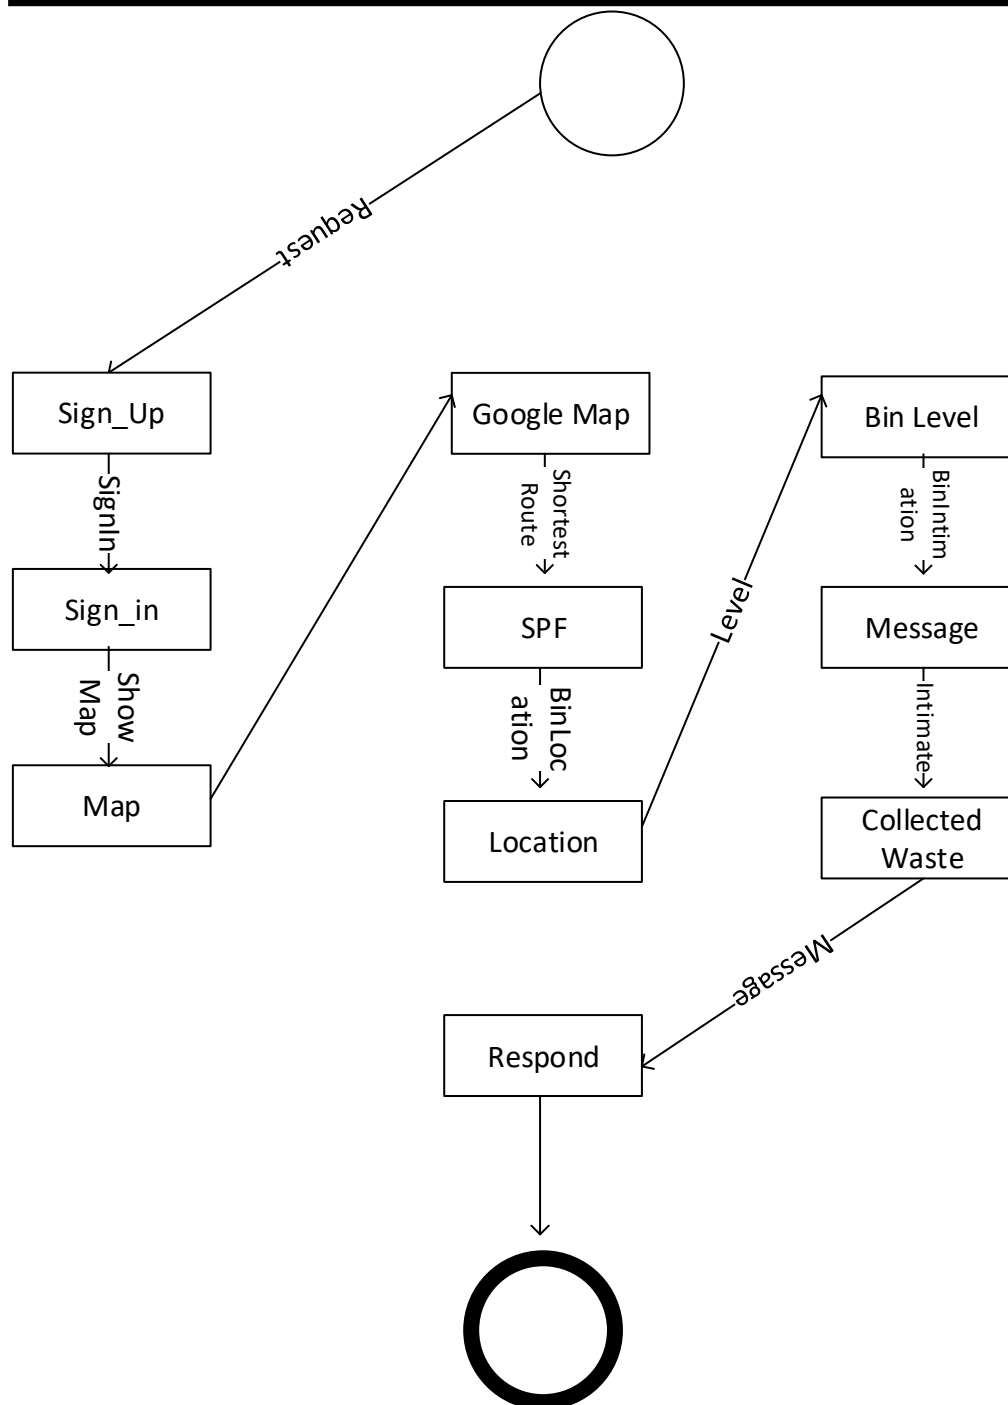 Request
Sign_Up
SignIn
Sign_in
Show
Map
Map
Google Map
Shortest
Route
SPF
BinLoc
ation
Location
Level
Bin Level
BinIntim
ation
Message
Intimate
Collected
Waste
Message
Respond